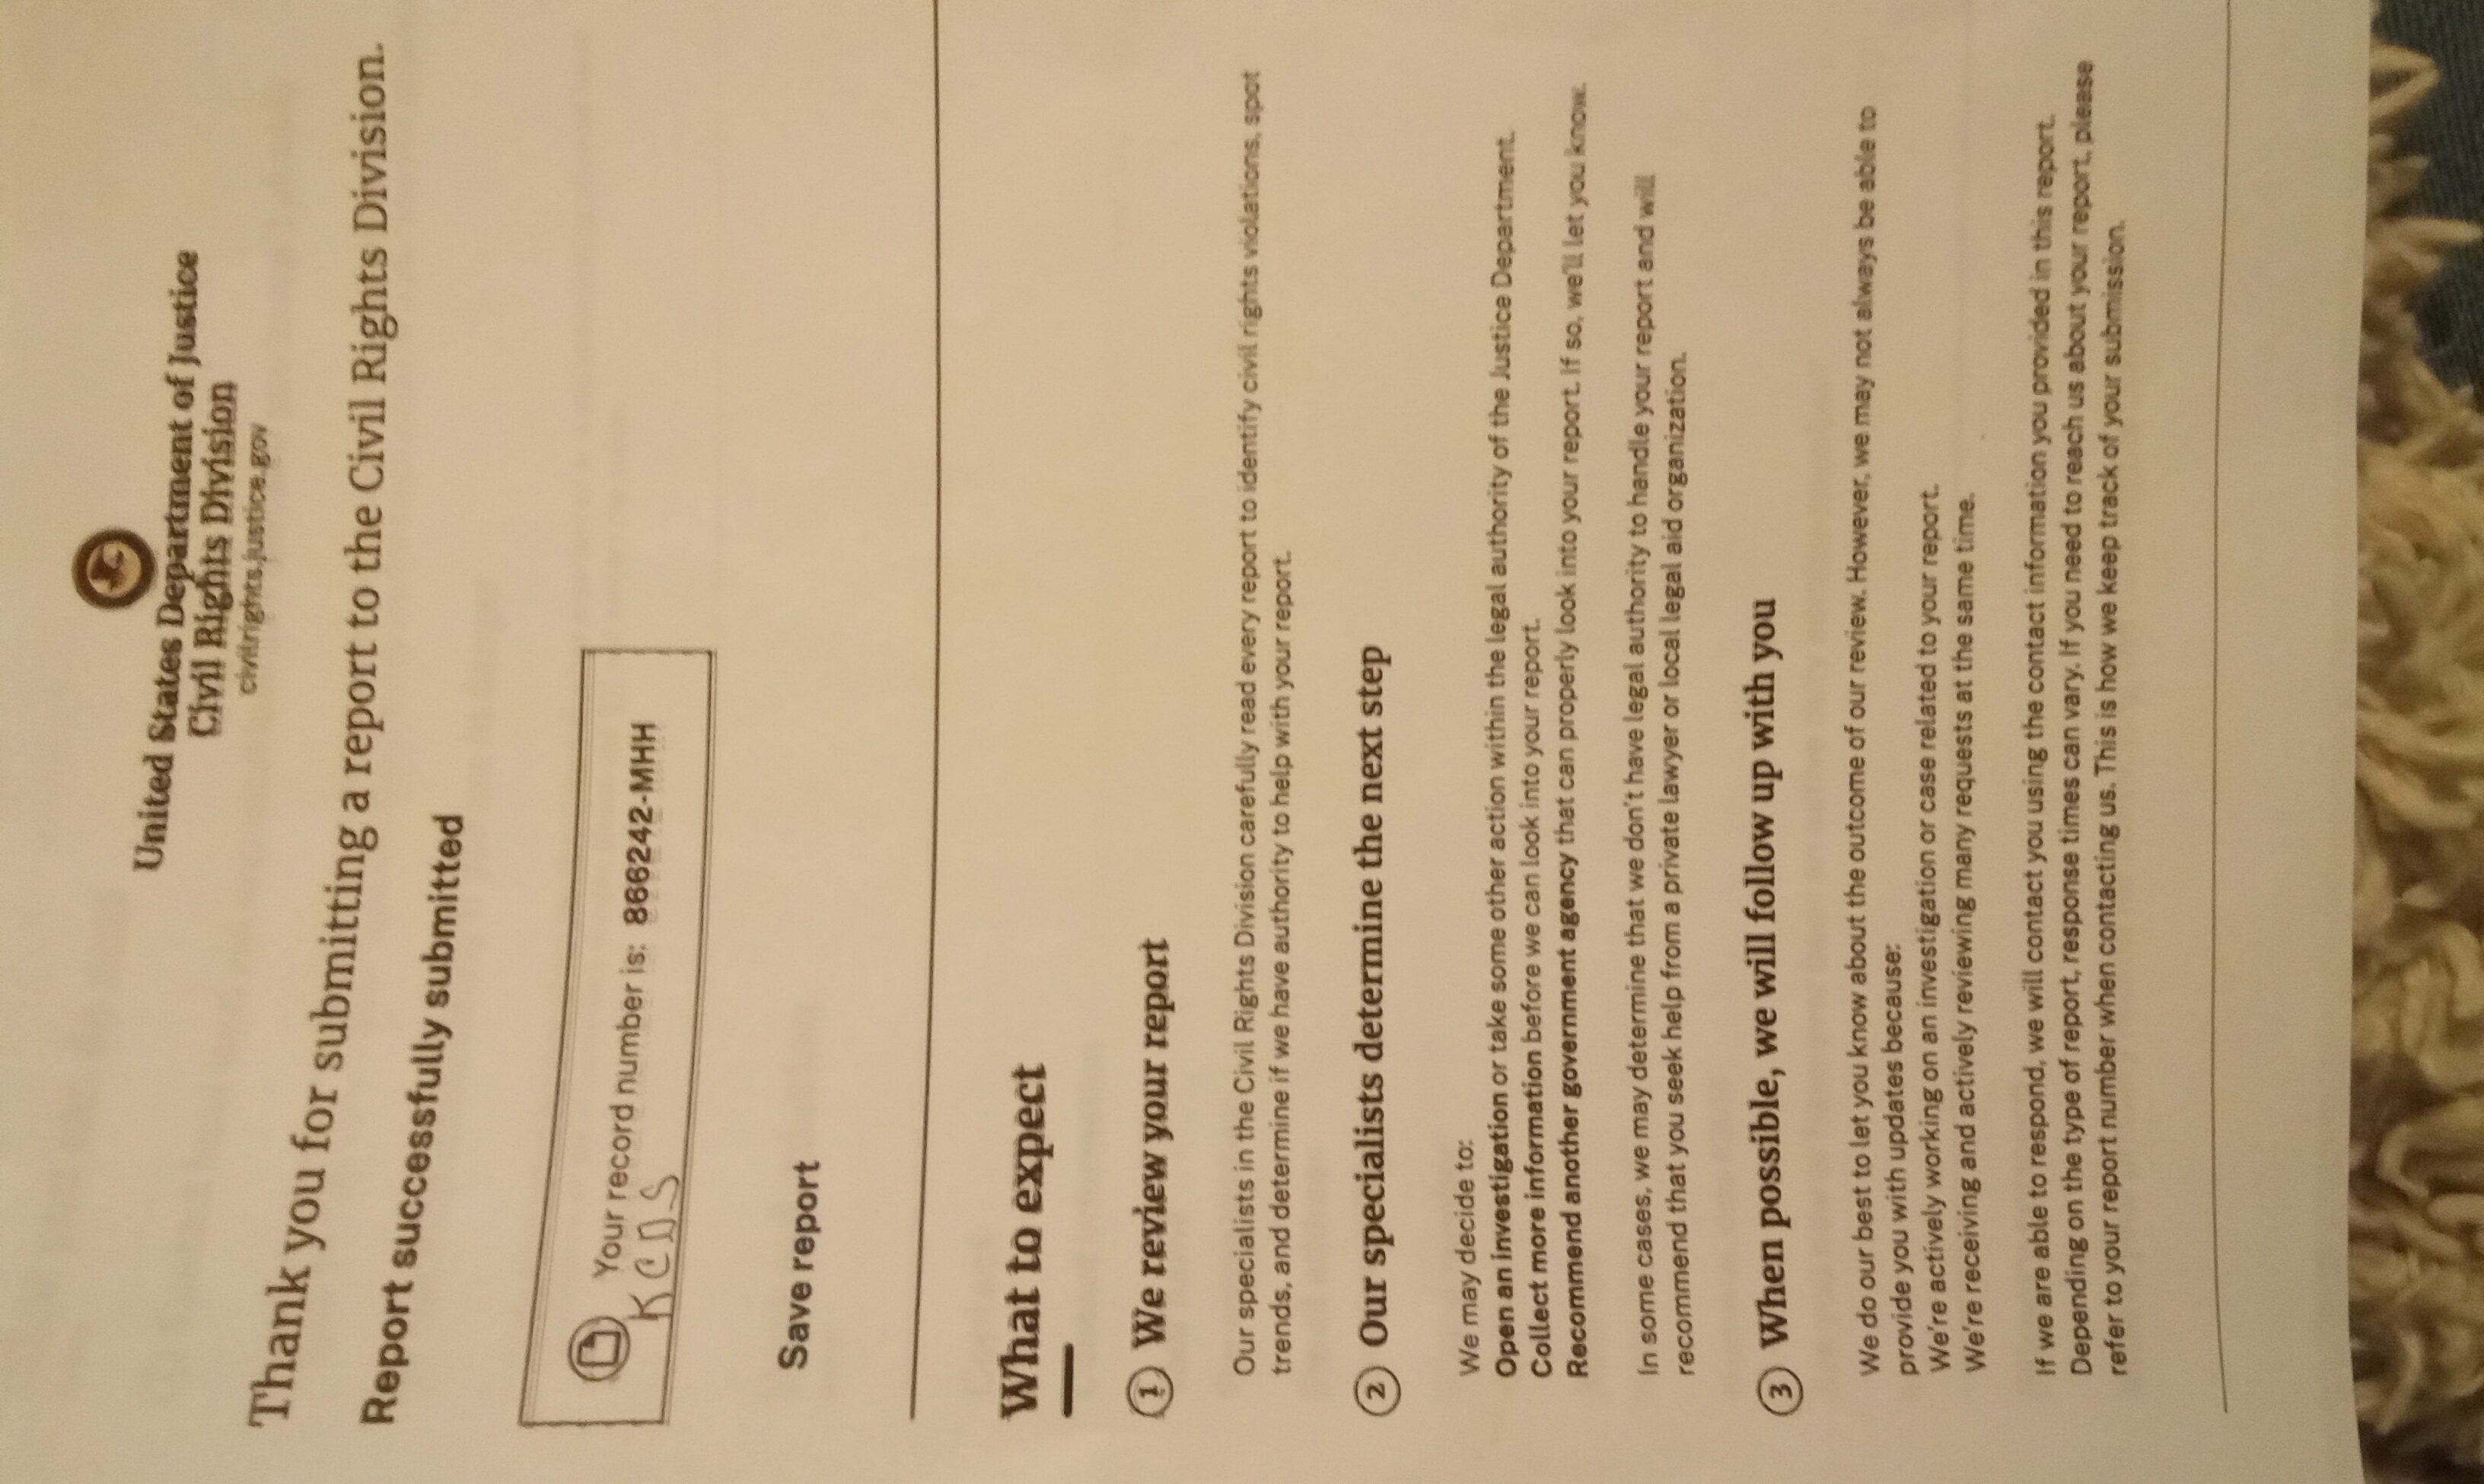 United States Department of Justice
Civil Rights Division
civilrights.justice.gov
Thank you for submitting a report to the Civil Rights Division.
Report successfully submitted
Your record number is: 866242-MHH
KCDS
Save report
What to expect
1 We review your report
Our specialists in the Civil Rights Division carefully read every report to identify civil rights violations, spot
trends, and determine if we have authority to help with your report.
2 Our specialists determine the next step
We may decide to:
Open an investigation or take some other action within the legal authority of the Justice Department.
Collect more information before we can look into your report.
Recommend another government agency that can properly look into your report. If so, we'll let you know.
In some cases, we may determine that we don't have legal authority to handle your report and will
recommend that you seek help from a private lawyer or local legal aid organization.
3 When possible, we will follow up with you
We do our best to let you know about the outcome of our review. However, we may not always be able to
provide you with updates because:
We're actively working on an investigation or case related to your report.
We're receiving and actively reviewing many requests at the same time.
If we are able to respond, we will contact you using the contact information you provided in this report.
Depending on the type of report, response times can vary. If you need to reach us about your report, please
refer to your report number when contacting us. This is how we keep track of your submission.